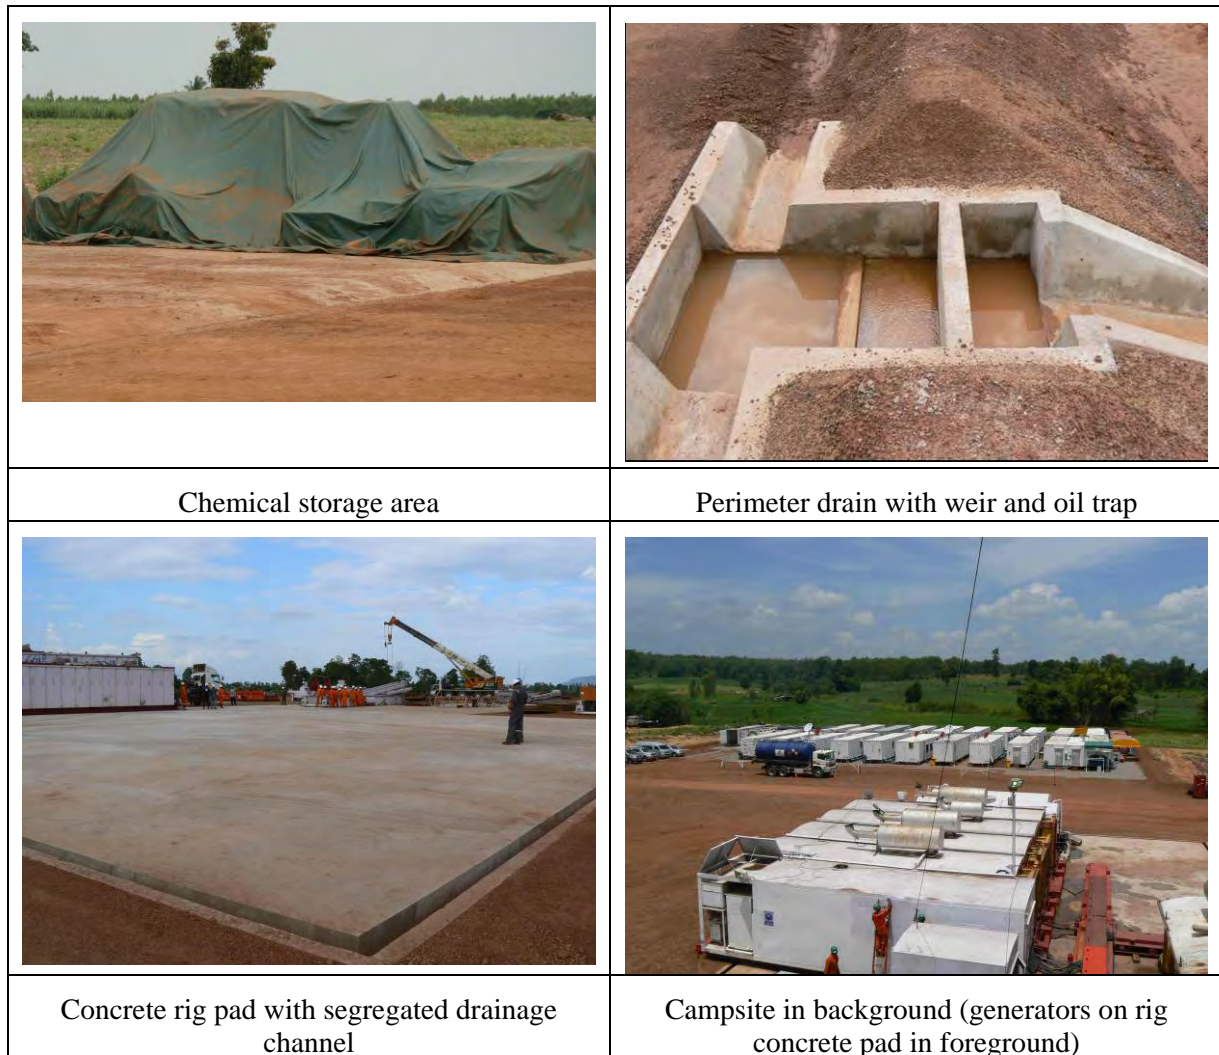 Chemical storage area
Perimeter drain with weir and oil trap
Concrete rig pad with segregated drainage
channel
Campsite in background (generators on rig
concrete pad in foreground)